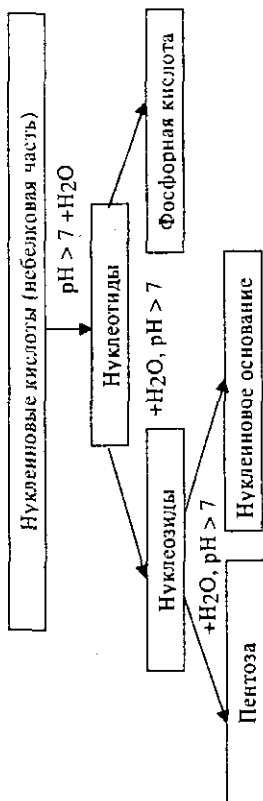 Нуклеиновые кислоты (небелковая часть)
pH > 7 +H2O
Нуклеотиды
+H2O, pH > 7
Фосфорная кислота
Нуклеозиды
+H2O, pH > 7
Пентоза
Нуклеиновое основание